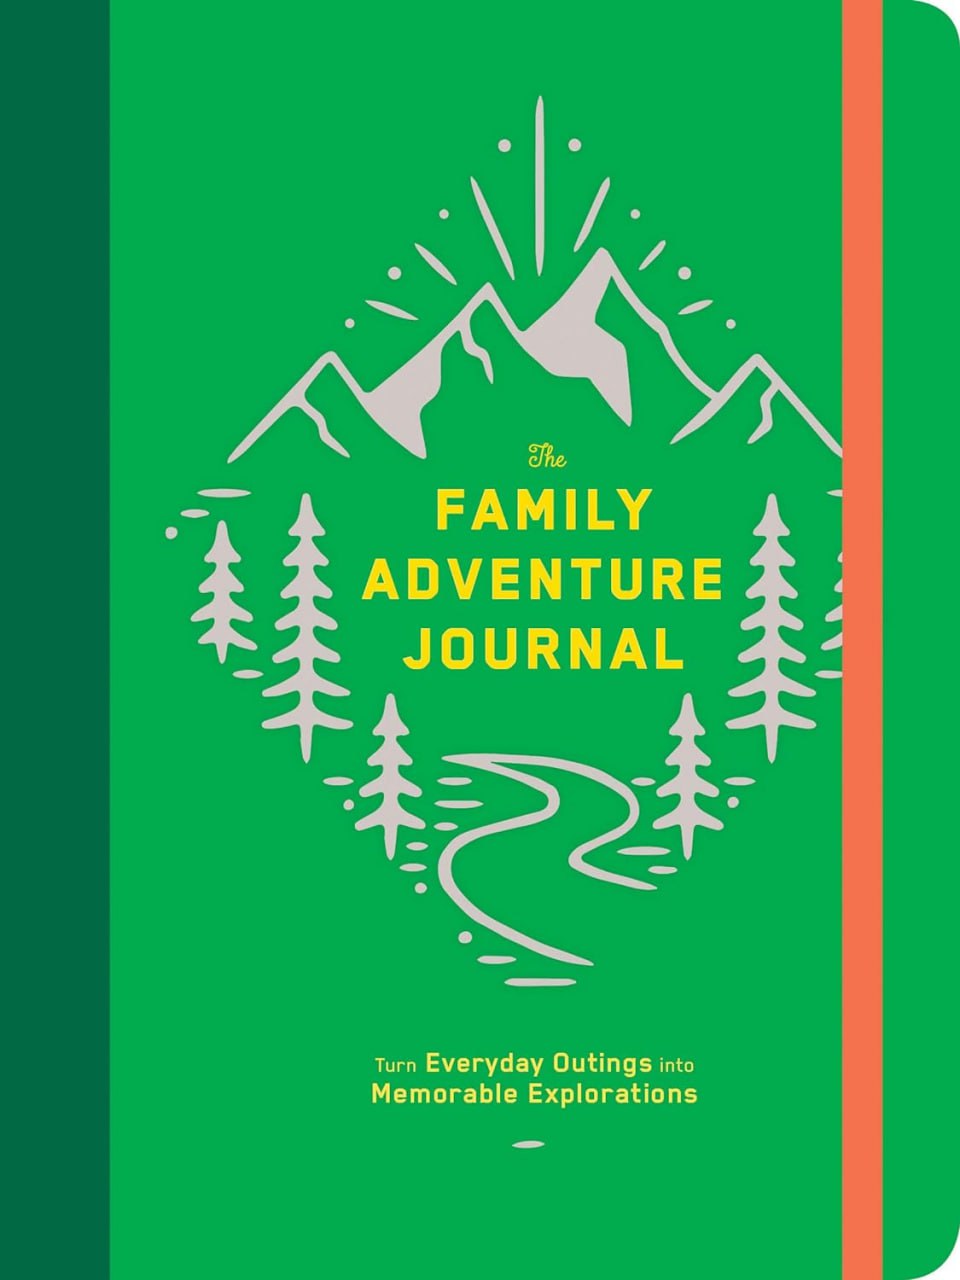 The
FAMILY
ADVENTURE
JOURNAL
Turn Everyday Outings into
Memorable Explorations